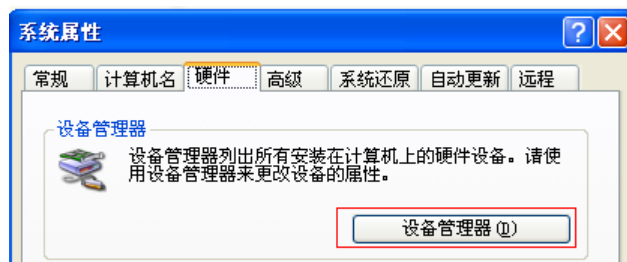 系统属性
常规 计算机名 硬件 高级 系统还原 自动更新 远程
设备管理器
设备管理器列出所有安装在计算机上的硬件设备。请使
用设备管理器来更改设备的属性。
设备管理器(D)